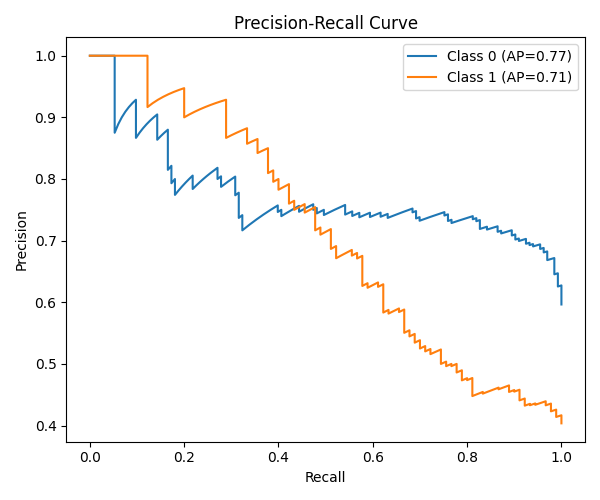 Precision-Recall Curve
Class 0 (AP=0.77)
Class 1 (AP=0.71)
1.0
0.9
0.8
0.7
0.6
0.5
0.4
Precision
0.0 0.2 0.4 0.6 0.8 1.0
Recall